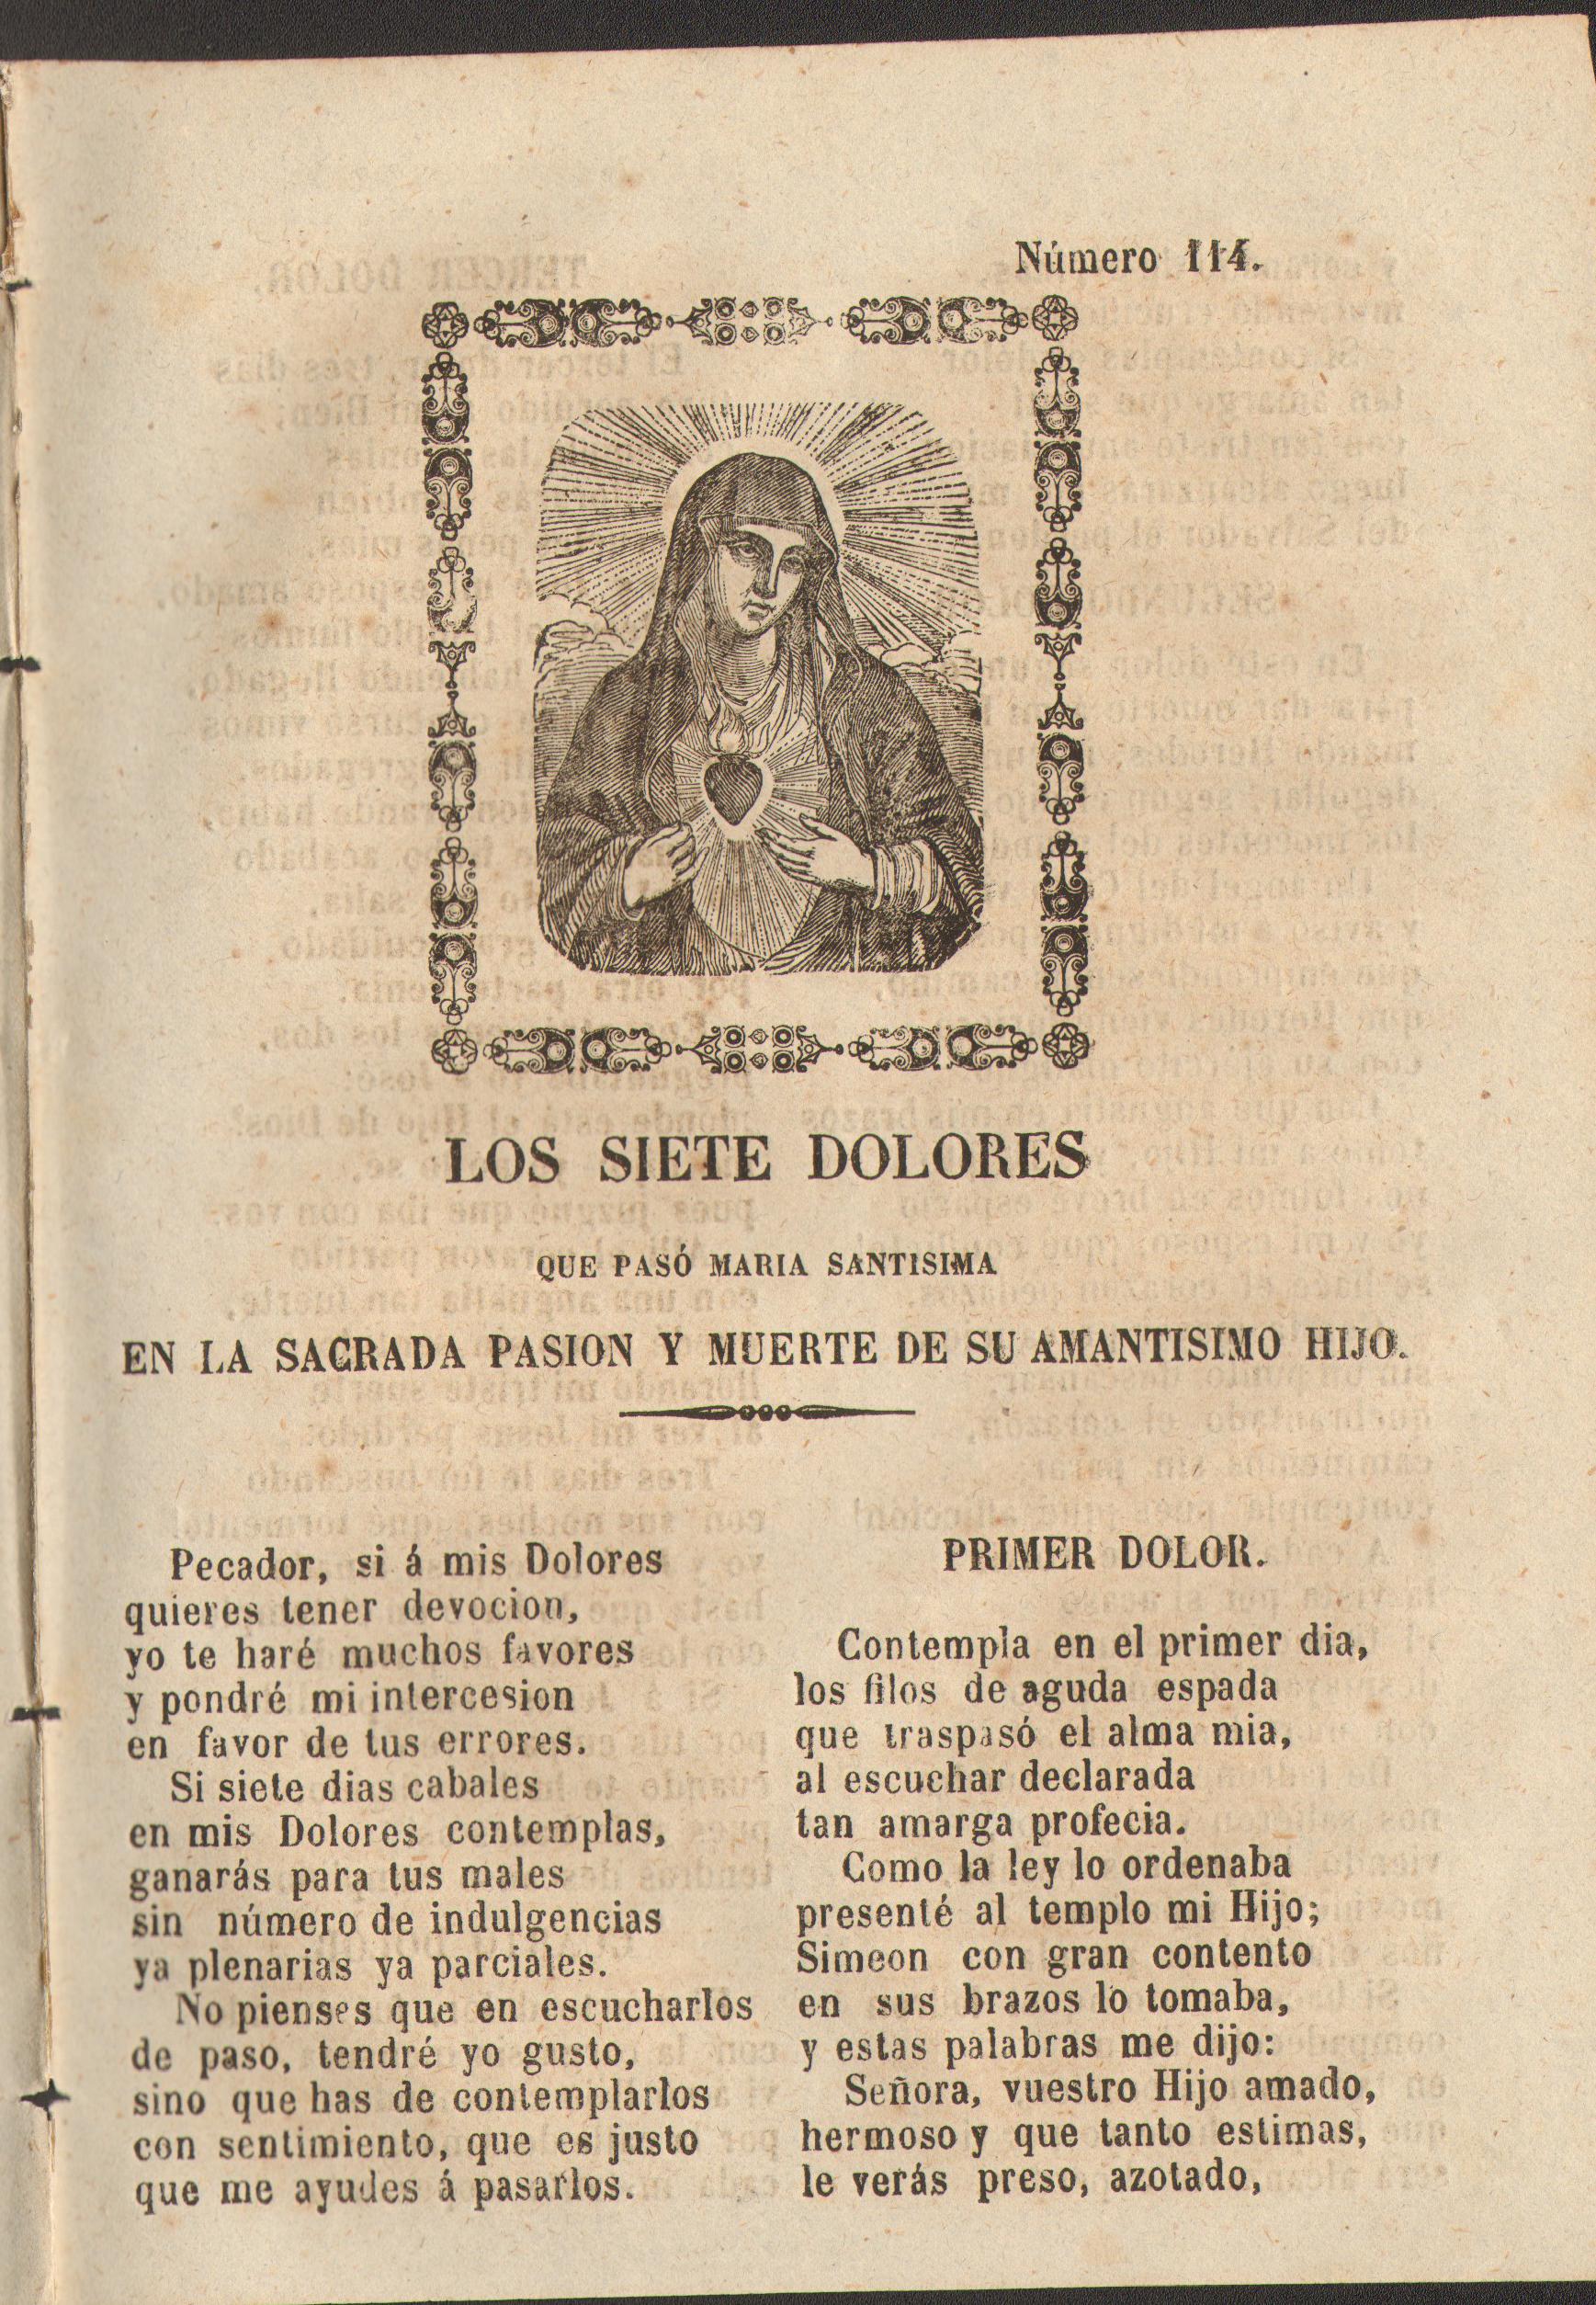 Número 114.
LOS SIETE DOLORES
QUE PASÓ MARIA SANTISIMA
EN LA SAGRADA PASION Y MUERTE DE SU AMANTISIMO HIJO.
Pecador, si á mis Dolores
quieres tener devocion,
yo te haré muchos favores
y pondré mi intercesion
en favor de tus errores.
Si siete dias cabales
en mis Dolores contemplas,
ganarás para tus males
sin número de indulgencias
ya plenarias ya parciales.
No pienses que en escucharlos
de paso, tendré yo gusto,
sino que has de contemplarlos
con sentimiento, que es justo
que me ayudes á pasarlos.
PRIMER DOLOR.
Contempla en el primer dia,
los filos de aguda espada
que traspasó el alma mia,
al escuchar declarada
tan amarga profecia.
Como la ley lo ordenaba
presenté al templo mi Hijo;
Simeon con gran contento
en sus brazos lo tomaba,
y estas palabras me dijo:
Señora, vuestro Hijo amado,
hermoso y que tanto estimas,
le verás preso, azotado,